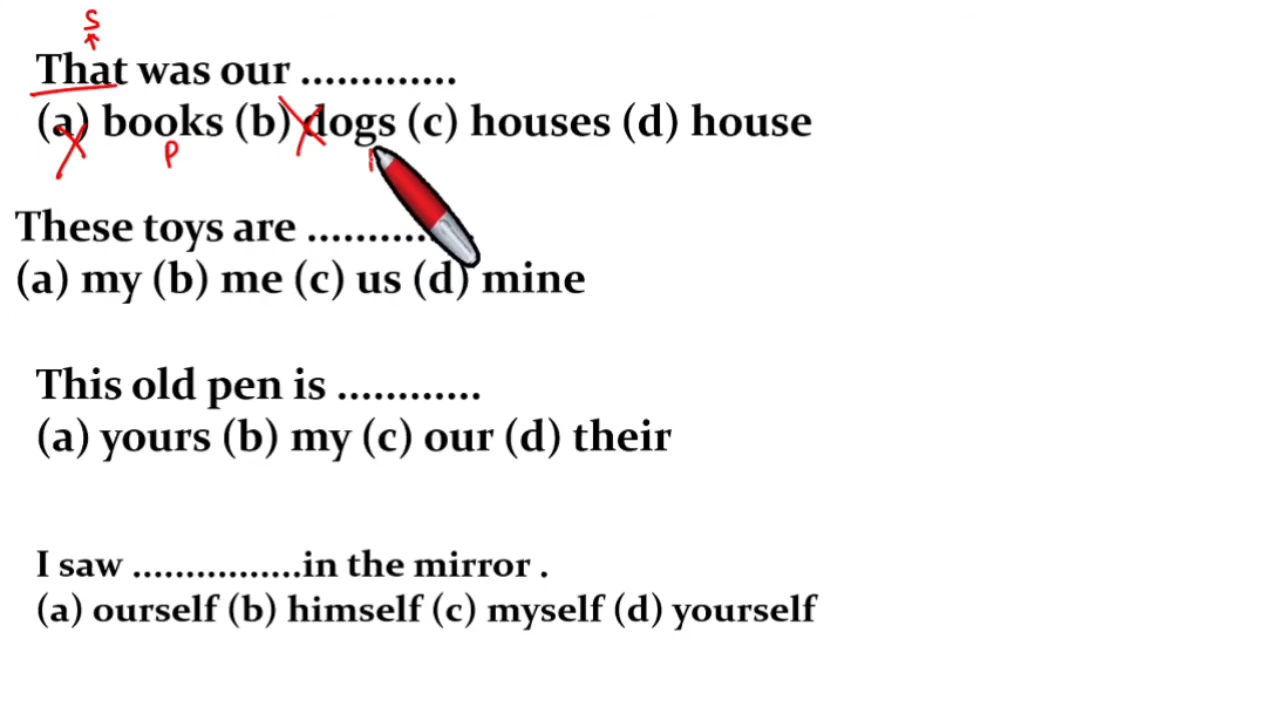 s
That was our .............
(a) books (b) dogs (c) houses (d) house
P
These toys are ..........
(a) my (b) me (c) us (d) mine
This old pen is ............
(a) yours (b) my (c) our (d) their
I saw ................in the mirror .
(a) ourself (b) himself (c) myself (d) yourself